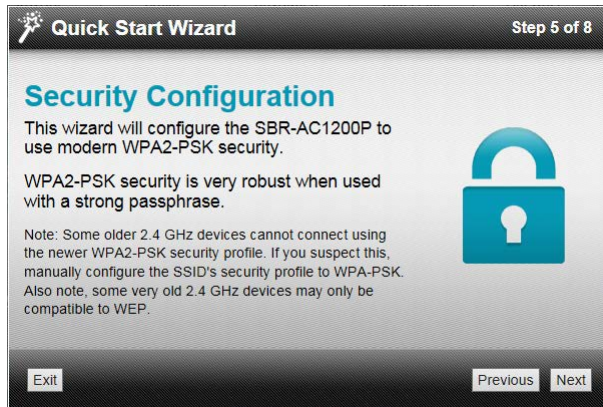 Quick Start Wizard
Step 5 of 8
Security Configuration
This wizard will configure the SBR-AC1200P to
use modern WPA2-PSK security.
WPA2-PSK security is very robust when used
with a strong passphrase.
Note: Some older 2.4 GHz devices cannot connect using
the newer WPA2-PSK security profile. If you suspect this,
manually configure the SSID's security profile to WPA-PSK.
Also note, some very old 2.4 GHz devices may only be
compatible to WEP.
Exit
Previous
Next